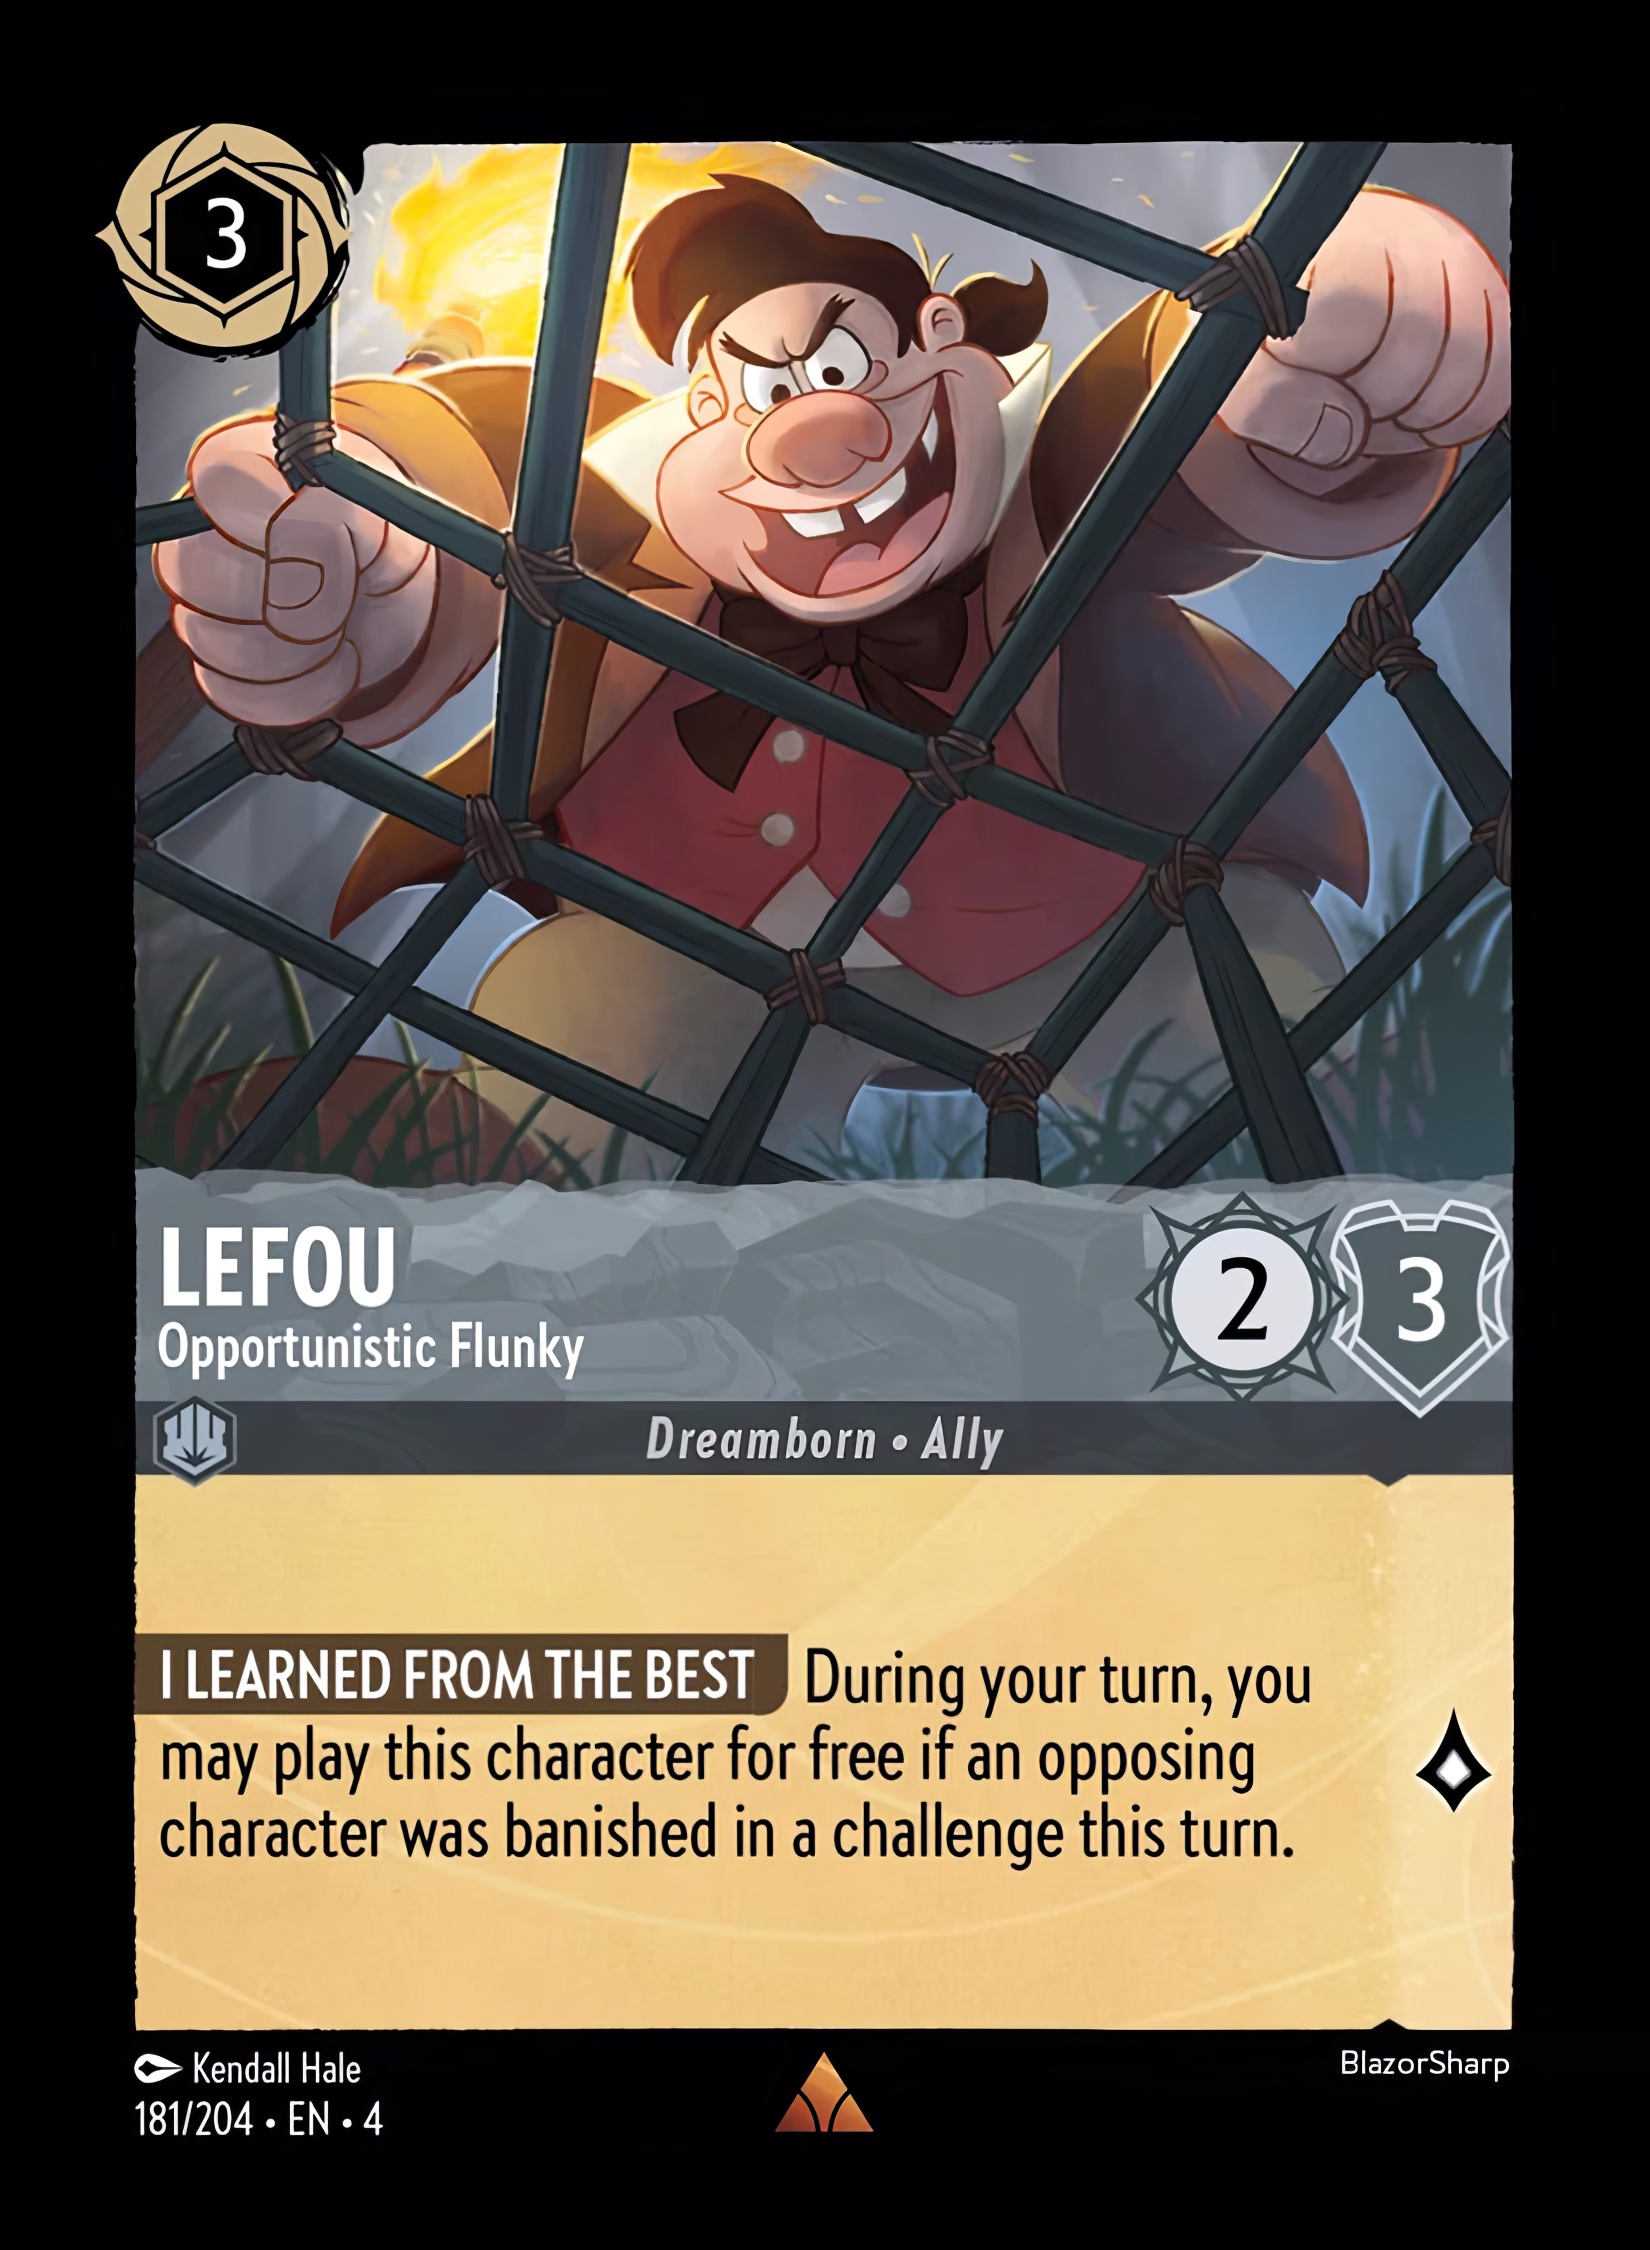 3
LEFOU
Opportunistic Flunky
2
3
Dreamborn • Ally
I LEARNED FROM THE BEST During your turn, you
may play this character for free if an opposing
character was banished in a challenge this turn.
Kendall Hale
BlazorSharp
181/204 • EN • 4